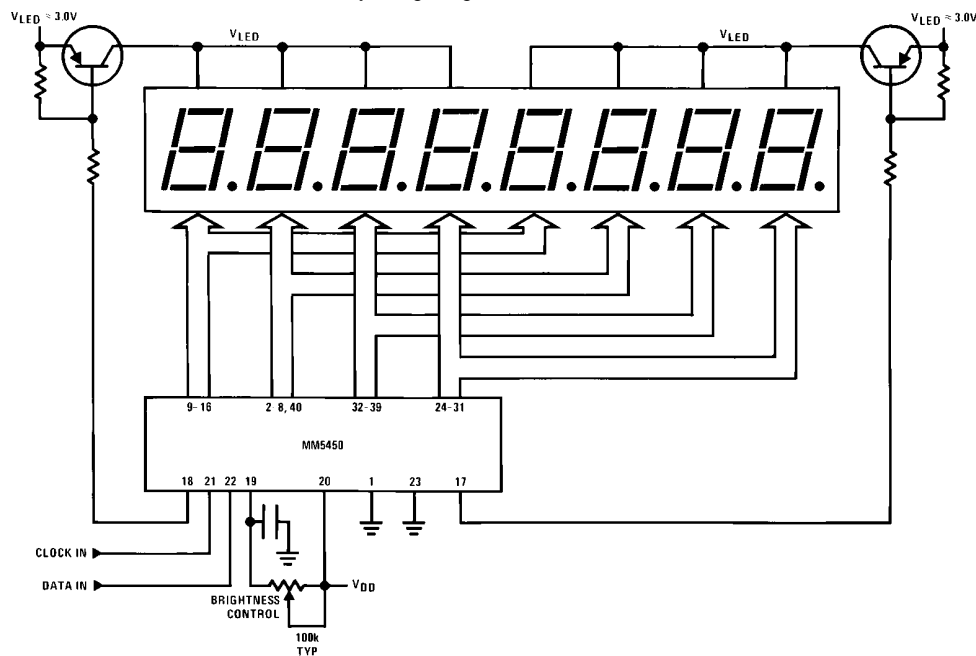 VLED ≈ 3.0V
VLED
VLED
VLED ≈ 3.0V
9-16
2-8, 40
32-39
24-31
MM5450
18 21 22 19 20 1 23 17
CLOCK IN
DATA IN
VDD
BRIGHTNESS
CONTROL
100k
TYP